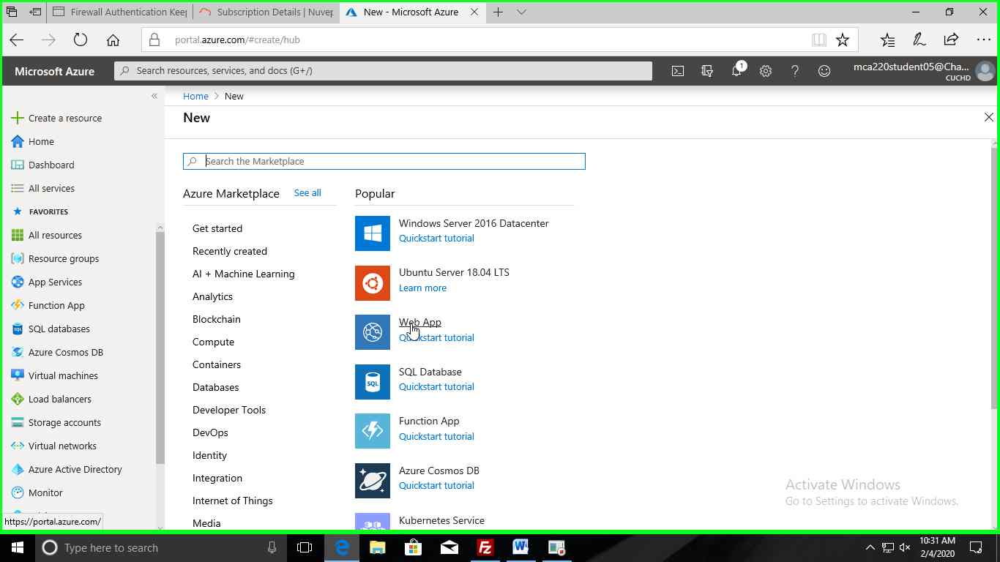 Firewall Authentication Kee
Subscription Details | Nuvep
New - Microsoft Azure
portal.azure.com/#create/hub
Microsoft Azure
Search resources, services, and docs (G+/)
1
mca220student05@Cha...
CUCHD
Home > New
New
Create a resource
Home
Dashboard
All services
FAVORITES
All resources
Resource groups
App Services
Function App
SQL databases
Azure Cosmos DB
Virtual machines
Load balancers
Storage accounts
Virtual networks
Azure Active Directory
Monitor
https://portal.azure.com/
Search the Marketplace
Azure Marketplace
See all
Get started
Recently created
AI + Machine Learning
Analytics
Blockchain
Compute
Containers
Databases
Developer Tools
DevOps
Identity
Integration
Internet of Things
Media
Popular
Windows Server 2016 Datacenter
Quickstart tutorial
Ubuntu Server 18.04 LTS
Learn more
Web App
Quickstart tutorial
SQL
SQL Database
Quickstart tutorial
Function App
Quickstart tutorial
Azure Cosmos DB
Quickstart tutorial
Kubernetes Service
Activate Windows
Go to Settings to activate Windows.
Type here to search
10:31 AM
2/4/2020